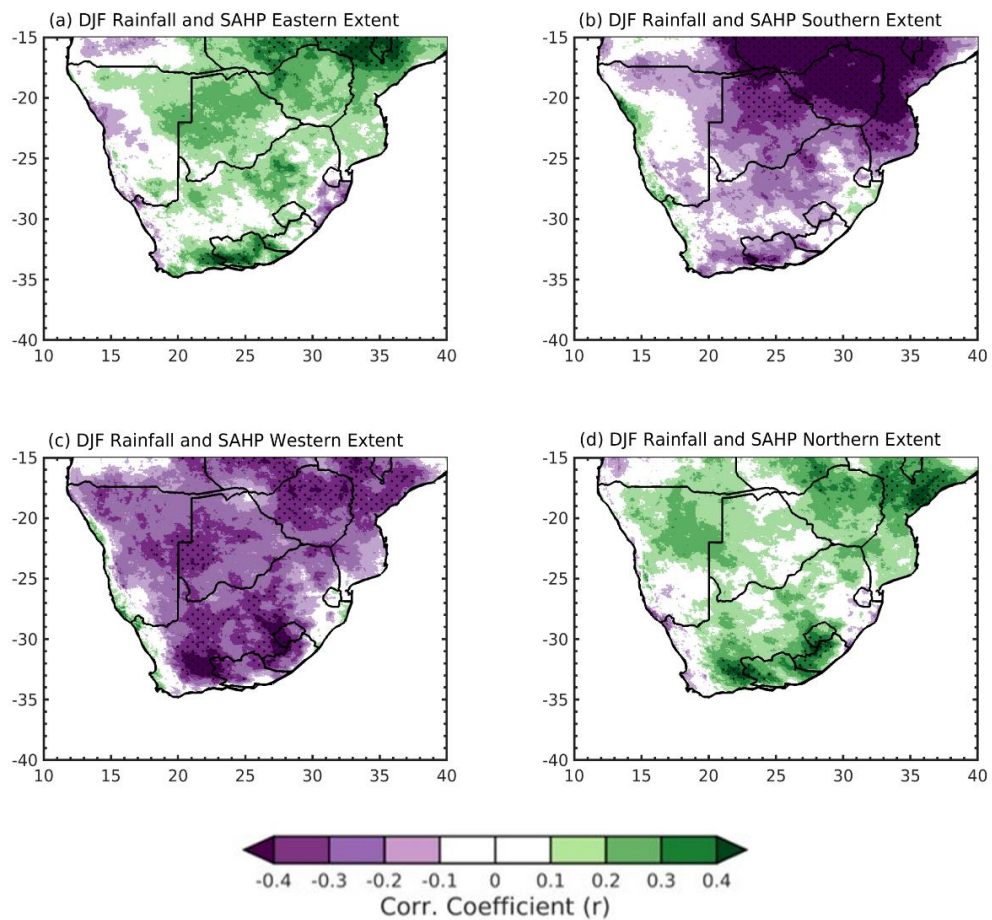 (a) DJF Rainfall and SAHP Eastern Extent
-15
-20
-25
-30
-35
-40
10 15 20 25 30 35 40
(b) DJF Rainfall and SAHP Southern Extent
-15
-20
-25
-30
-35
-40
10 15 20 25 30 35 40
(c) DJF Rainfall and SAHP Western Extent
-15
-20
-25
-30
-35
-40
10 15 20 25 30 35 40
(d) DJF Rainfall and SAHP Northern Extent
-15
-20
-25
-30
-35
-40
10 15 20 25 30 35 40
-0.4 -0.3 -0.2 -0.1 0 0.1 0.2 0.3 0.4
Corr. Coefficient (r)